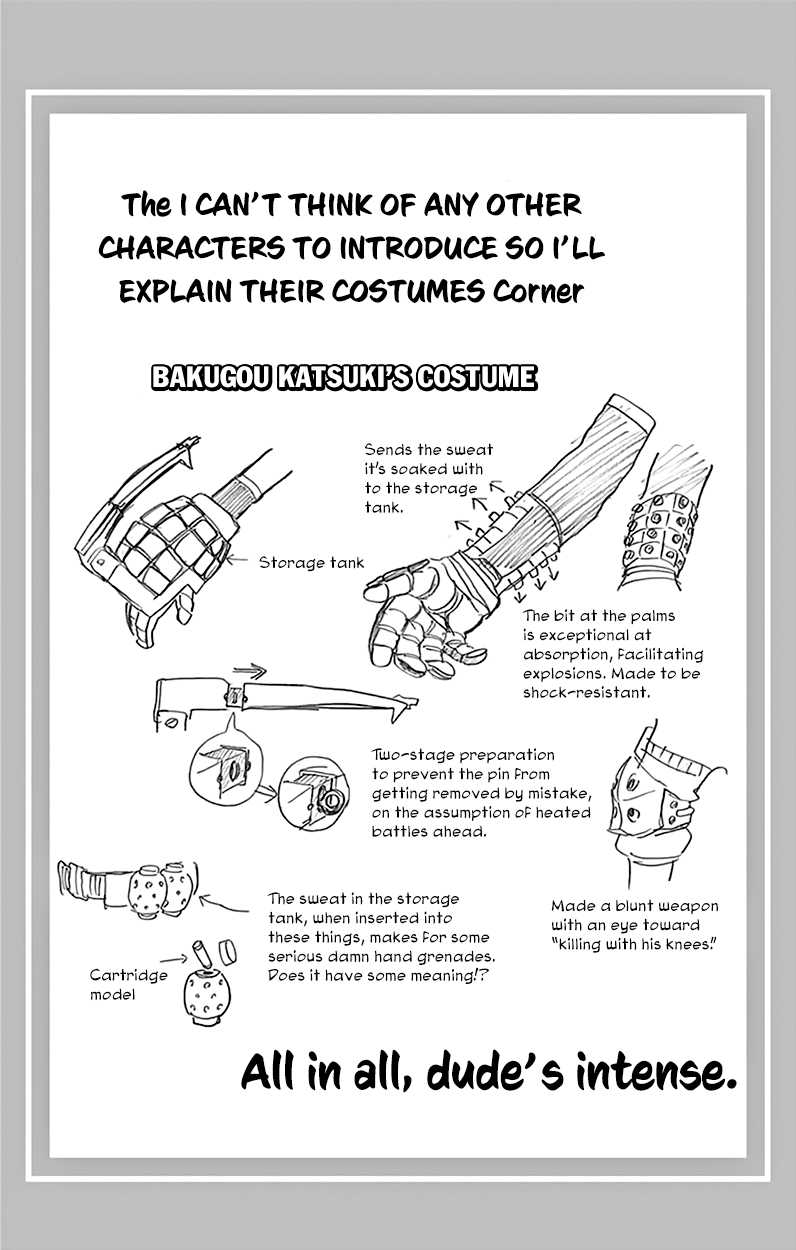 The I CAN'T THINK OF ANY OTHER
CHARACTERS TO INTRODUCE SO I'LL
EXPLAIN THEIR COSTUMES Corner
BAKUGOU KATSUKI'S COSTUME
Sends the sweat
it's soaked with
to the storage
tank.
Storage tank
The bit at the palms
is exceptional at
absorption, facilitating
explosions. Made to be
shock-resistant.
Two-stage preparation
to prevent the pin from
getting removed by mistake,
on the assumption of heated
battles ahead.
The sweat in the storage
tank, when inserted into
these things, makes for some
serious damn hand grenades.
Does it have some meaning!?
Made a blunt weapon
with an eye toward
"killing with his knees."
Cartridge
model
All in all, dude's intense.